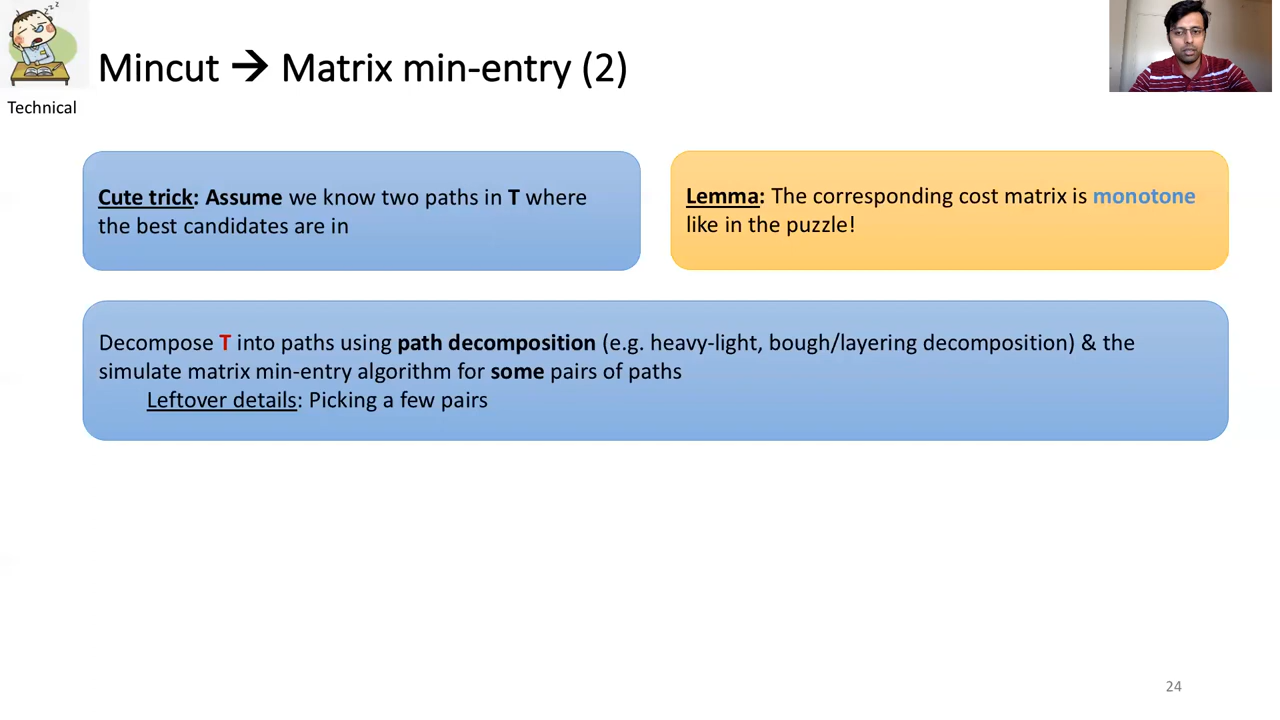 Mincut → Matrix min-entry (2)
Technical
Cute trick: Assume we know two paths in T where
the best candidates are in
Lemma: The corresponding cost matrix is monotone
like in the puzzle!
Decompose T into paths using path decomposition (e.g. heavy-light, bough/layering decomposition) & the
simulate matrix min-entry algorithm for some pairs of paths
Leftover details: Picking a few pairs
24